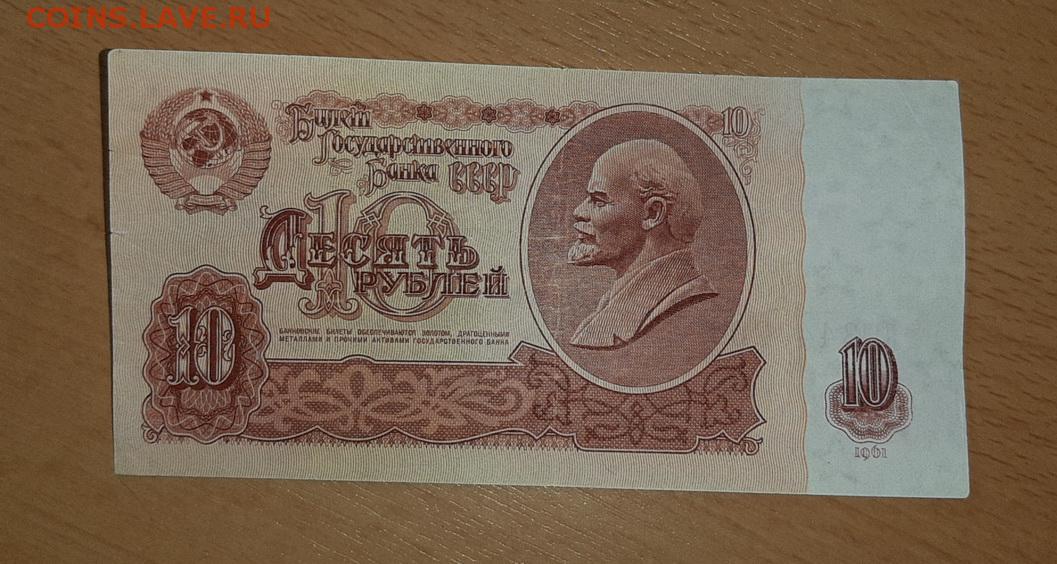 COINS.LAVE.RU
Билет
Государственного
Банка СССР
10
10
Десять
рублей
БАНКОВСКИЕ БИЛЕТЫ ОБЕСПЕЧИВАЮТСЯ ЗОЛОТОМ, ДРАГОЦЕННЫМИ
МЕТАЛЛАМИ И ПРОЧИМИ АКТИВАМИ ГОСУДАРСТВЕННОГО БАНКА
10
10
1961